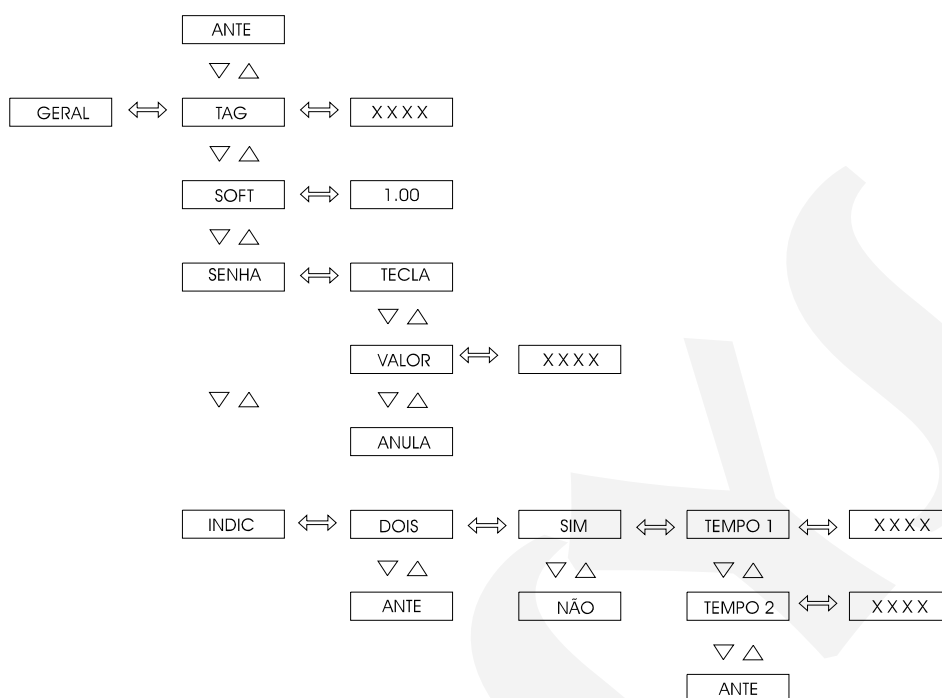 ANTE
GERAL TAG XXXX
SOFT 1.00
SENHA TECLA
VALOR XXXX
ANULA
INDIC DOIS SIM TEMPO 1 XXXX
ANTE NÃO TEMPO 2 XXXX
ANTE